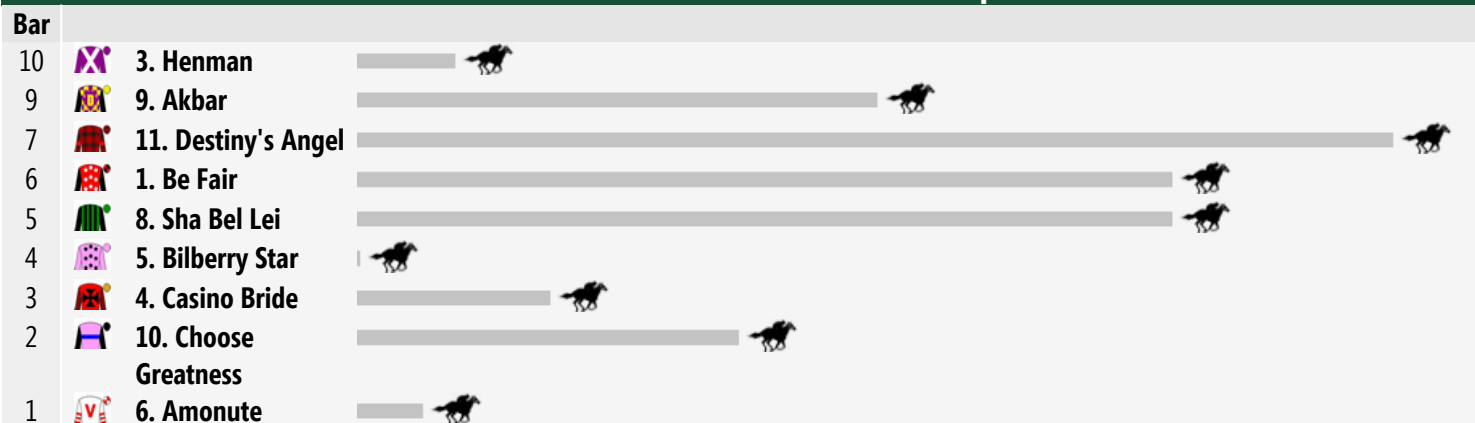 Bar
10 3. Henman
9 9. Akbar
7 11. Destiny's Angel
6 1. Be Fair
5 8. Sha Bel Lei
4 5. Bilberry Star
3 4. Casino Bride
2 10. Choose
Greatness
1 V 6. Amonute